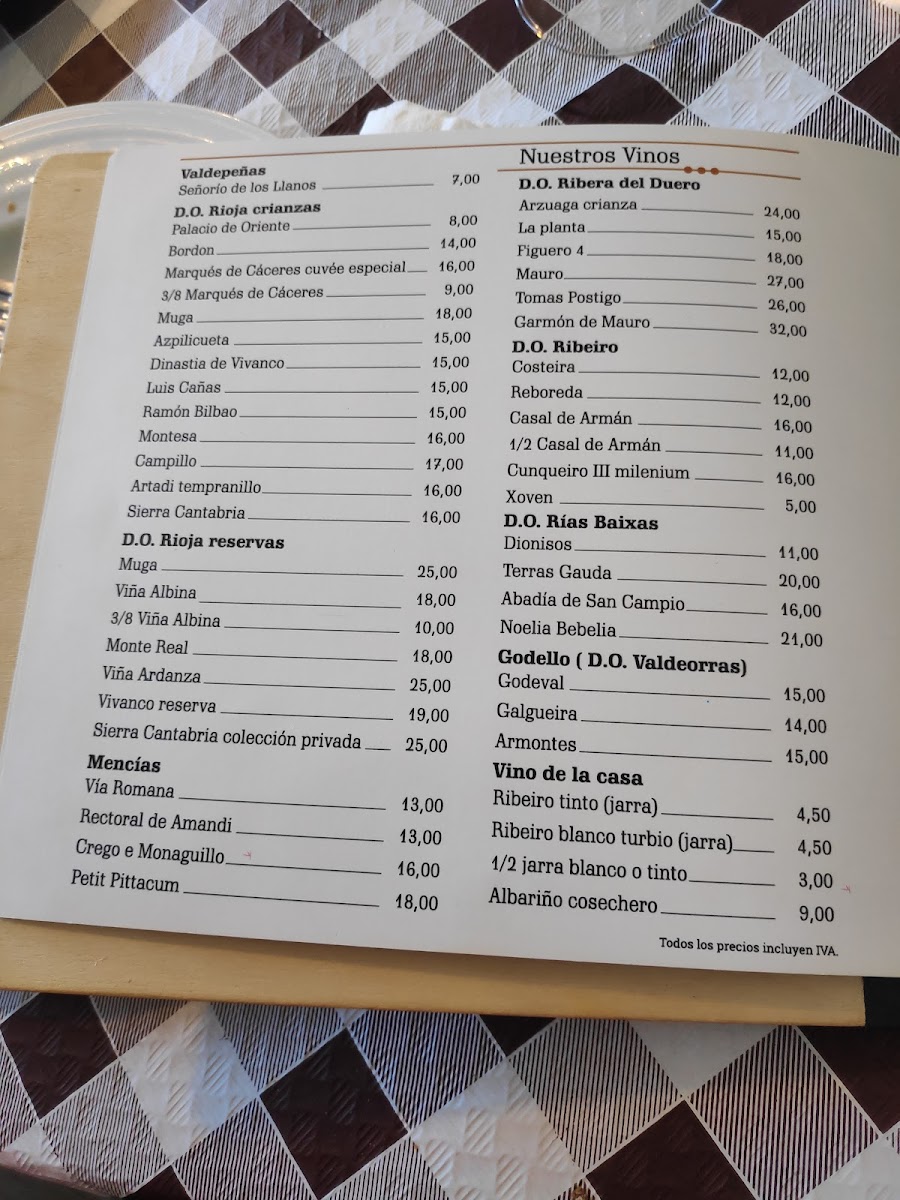 Valdepeñas
Señorío de los Llanos 7,00
D.O. Rioja crianzas
Palacio de Oriente 8,00
Bordon 14,00
Marqués de Cáceres cuvée especial 16,00
3/8 Marqués de Cáceres 9,00
Muga 18,00
Azpilicueta 15,00
Dinastia de Vivanco 15,00
Luis Cañas 15,00
Ramón Bilbao 15,00
Montesa 16,00
Campillo 17,00
Artadi tempranillo 16,00
Sierra Cantabria 16,00
D.O. Rioja reservas
Muga 25,00
Viña Albina 18,00
3/8 Viña Albina 10,00
Monte Real 18,00
Viña Ardanza 25,00
Vivanco reserva 19,00
Sierra Cantabria colección privada 25,00
Mencías
Vía Romana 13,00
Rectoral de Amandi 13,00
Crego e Monaguillo 16,00
Petit Pittacum 18,00
Nuestros Vinos
D.O. Ribera del Duero
Arzuaga crianza 24,00
La planta 15,00
Figuero 4 18,00
Mauro 27,00
Tomas Postigo 26,00
Garmón de Mauro 32,00
D.O. Ribeiro
Costeira 12,00
Reboreda 12,00
Casal de Armán 16,00
1/2 Casal de Armán 11,00
Cunqueiro III milenium 16,00
Xoven 5,00
D.O. Rías Baixas
Dionisos 11,00
Terras Gauda 20,00
Abadía de San Campio 16,00
Noelia Bebelia 21,00
Godello ( D.O. Valdeorras)
Godeval 15,00
Galgueira 14,00
Armontes 15,00
Vino de la casa
Ribeiro tinto (jarra) 4,50
Ribeiro blanco turbio (jarra) 4,50
1/2 jarra blanco o tinto 3,00
Albariño cosechero 9,00
Todos los precios incluyen IVA.